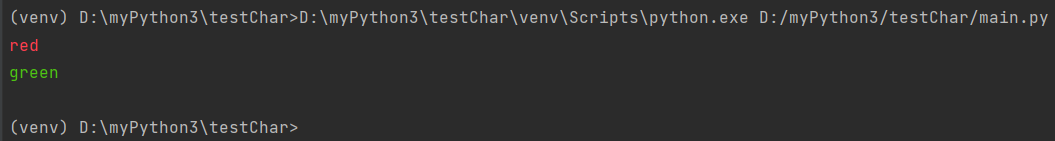 (venv) D:\myPython3\testChar>D:\myPython3\testChar\venv\Scripts\python.exe D:/myPython3/testChar/main.py
red
green
(venv) D:\myPython3\testChar>